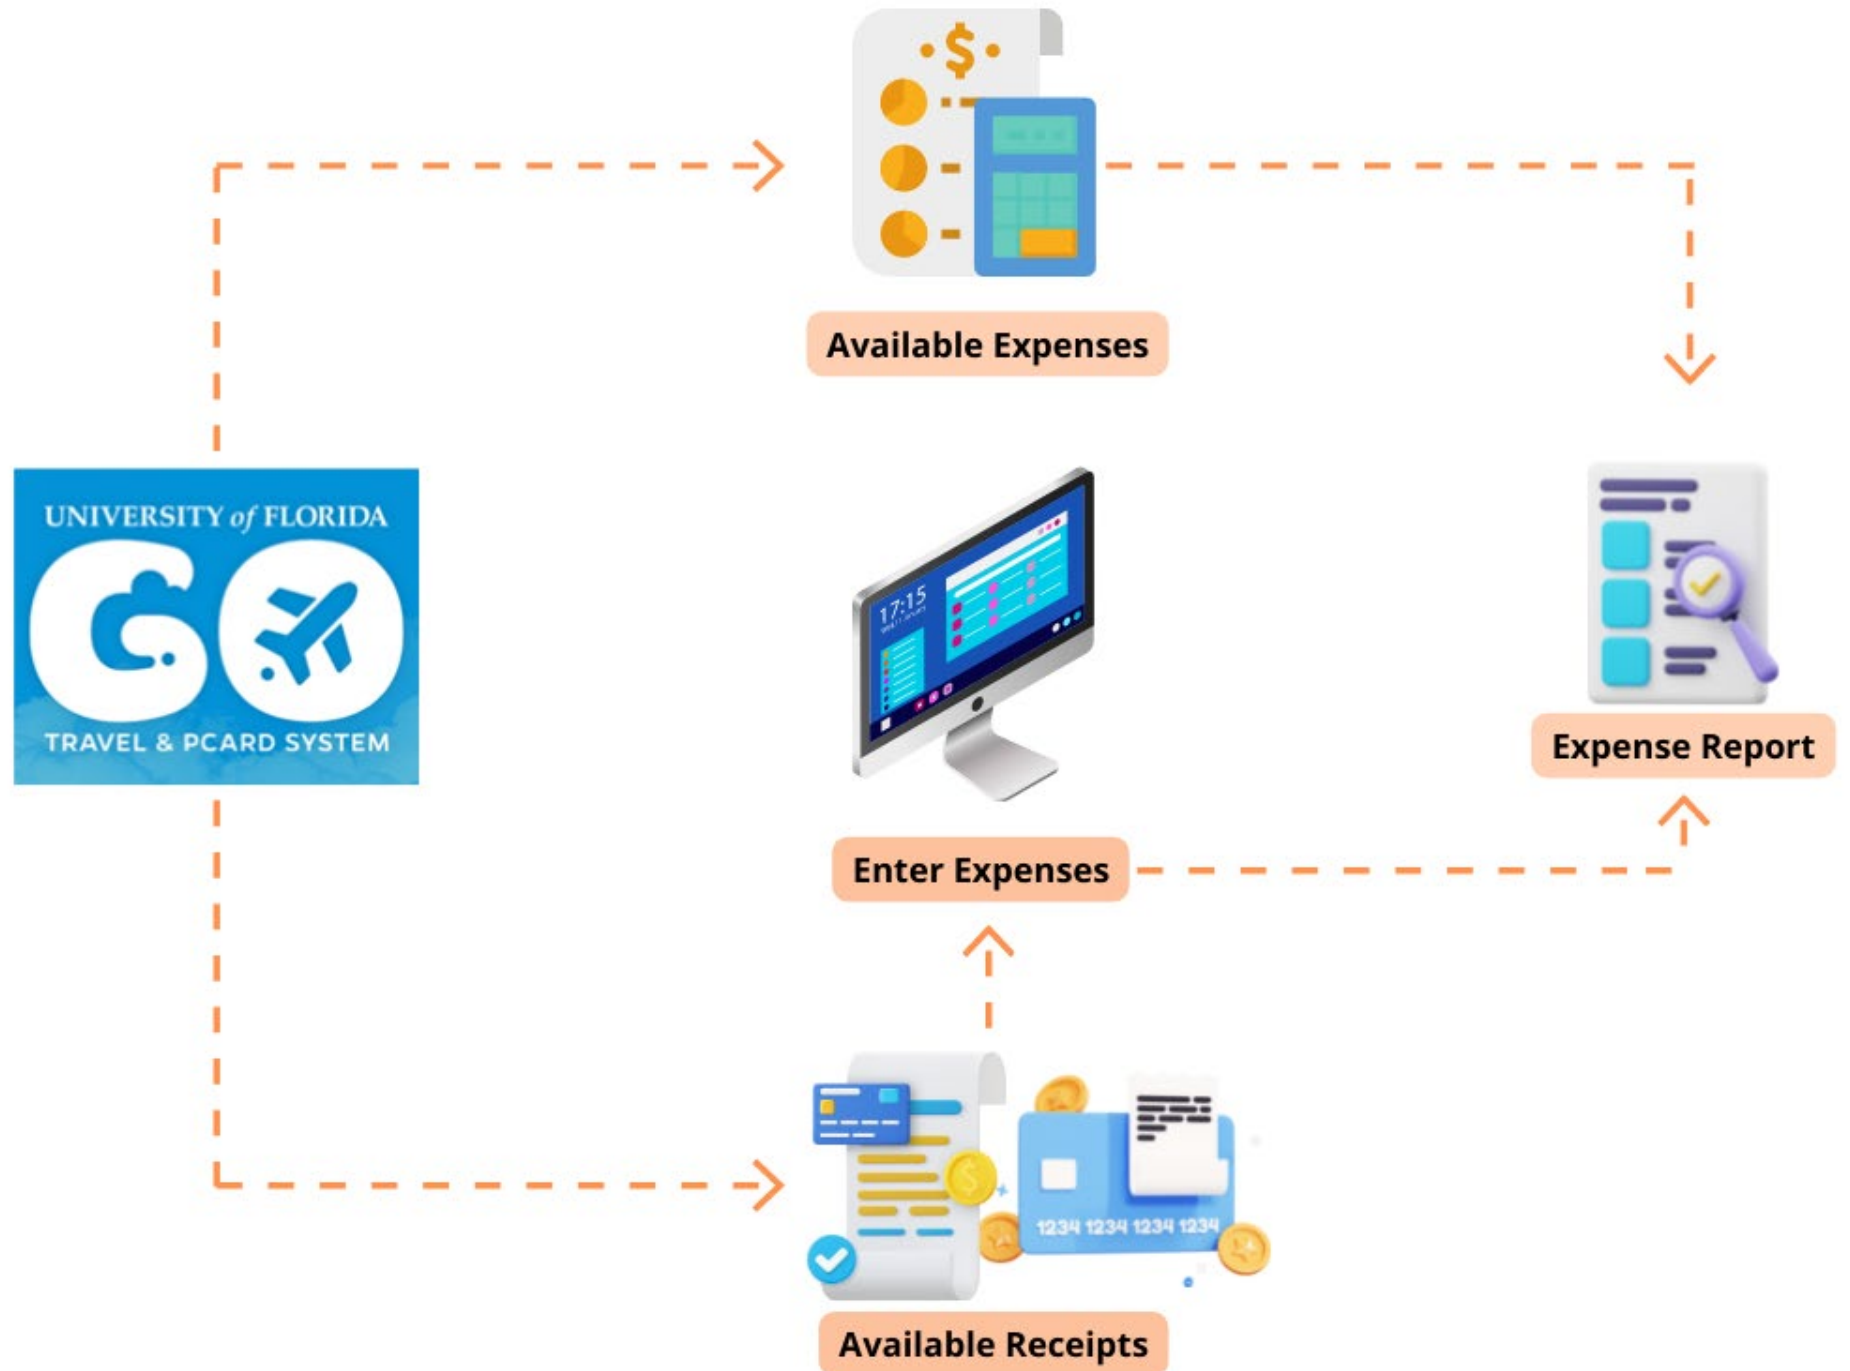 Available Expenses
UNIVERSITY of FLORIDA
GO
TRAVEL & PCARD SYSTEM
17:15
Expense Report
Enter Expenses
1234 1234 1234 1234
Available Receipts